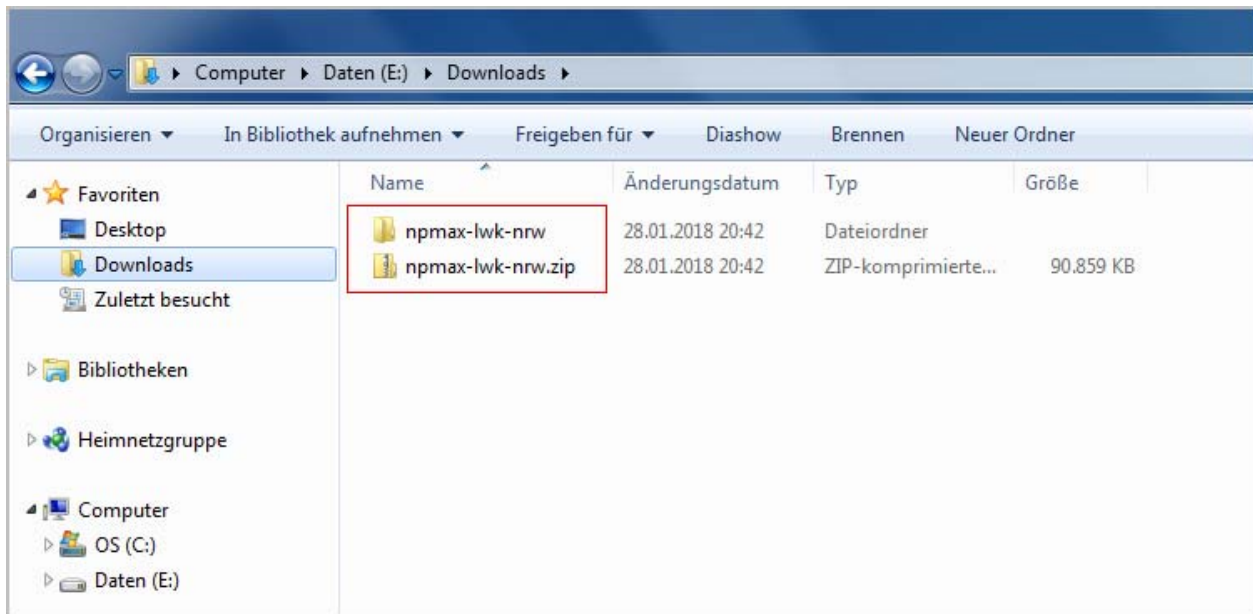 Computer Daten (E:) Downloads
Organisieren In Bibliothek aufnehmen Freigeben für Diashow Brennen Neuer Ordner
Favoriten
Desktop
Downloads
Zuletzt besucht
Bibliotheken
Heimnetzgruppe
Computer
OS (C:)
Daten (E:)
Name Änderungsdatum Typ Größe
npmax-lwk-nrw 28.01.2018 20:42 Dateiordner
npmax-lwk-nrw.zip 28.01.2018 20:42 ZIP-komprimierte... 90.859 KB